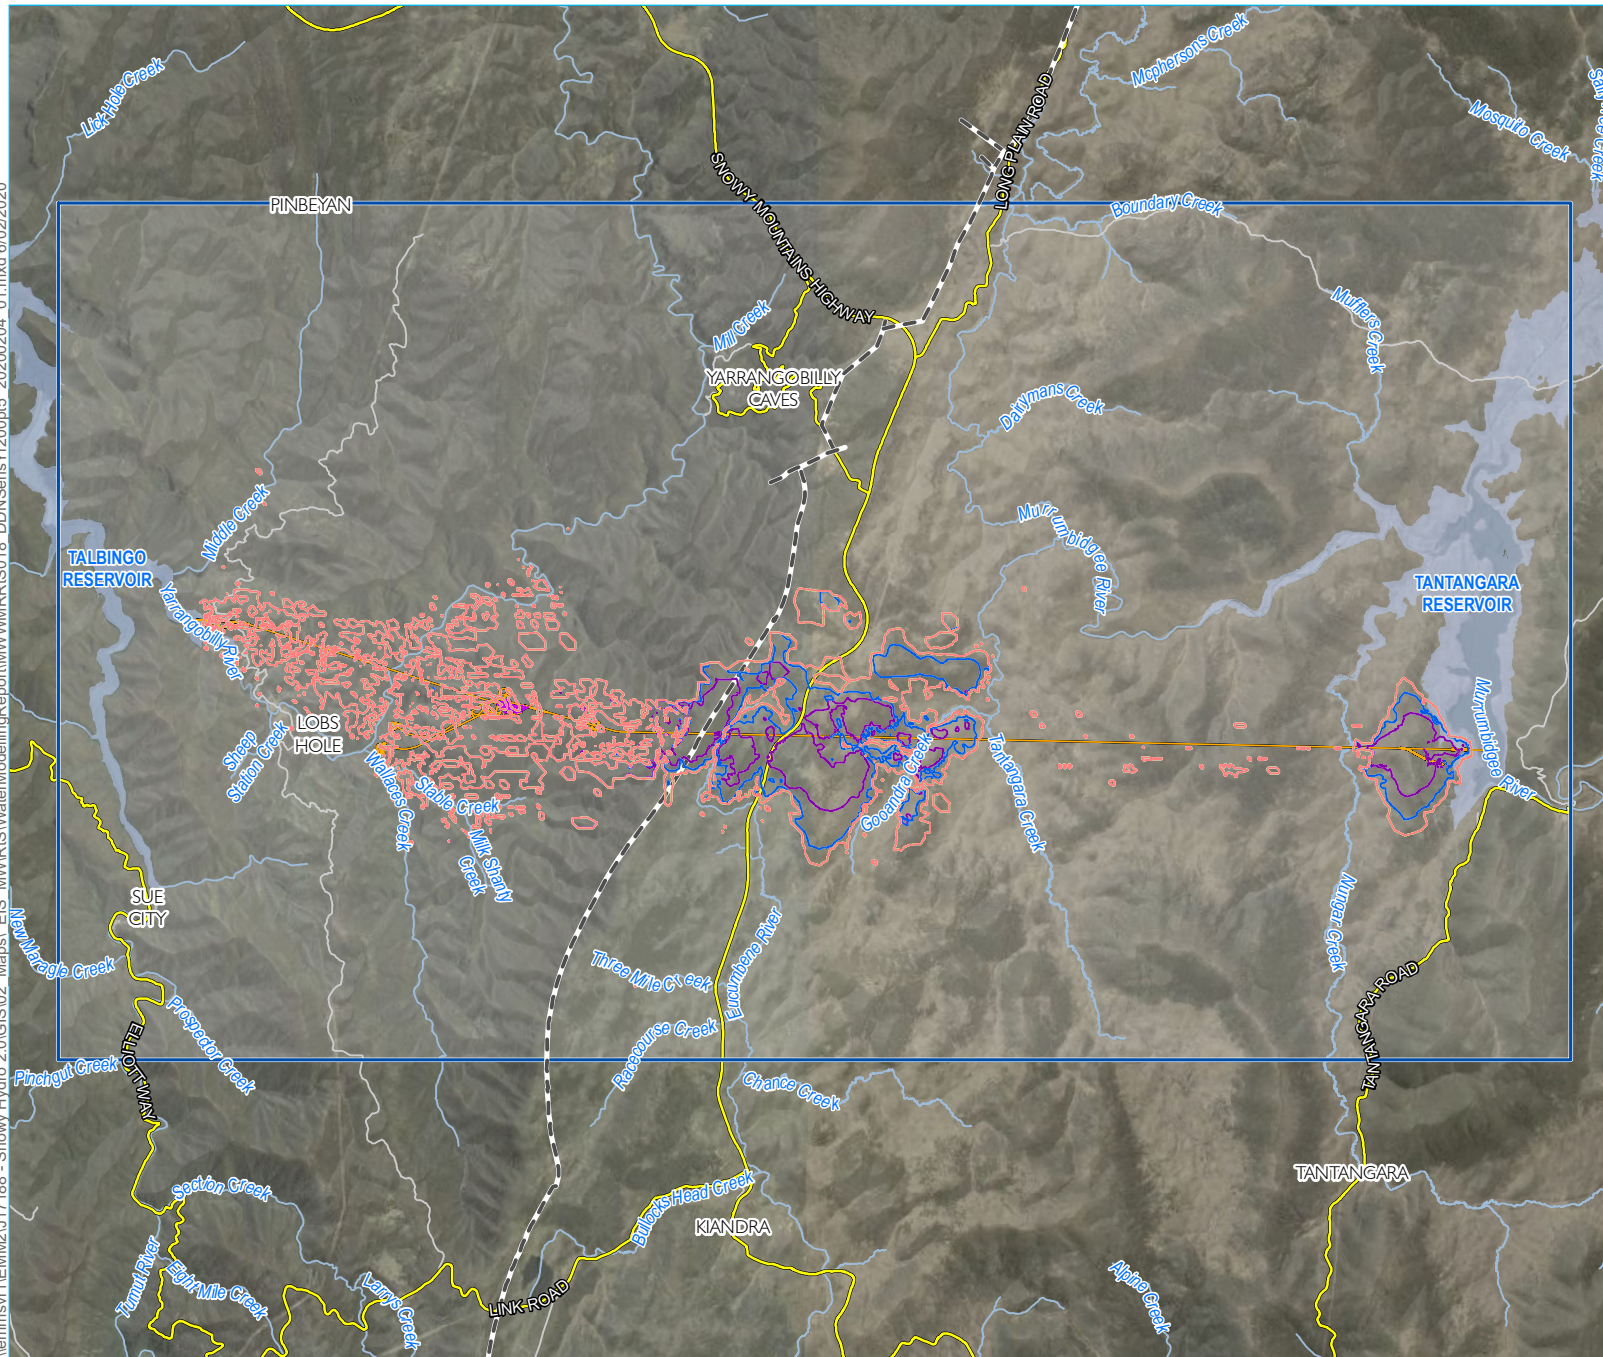 Lick Hole Creek
Mcphersons Creek
Mosquito Creek
LONG PLAIN ROAD
SNOWY MOUNTAINS HIGHWAY
PINBEYAN
Boundary Creek
Mufflers Creek
Mill Creek
YARRANGOBILLY
CAVES
Dairymans Creek
Middle Creek
Murrumbidgee River
TALBINGO
RESERVOIR
TANTANGARA
RESERVOIR
Yarrangobilly River
LOBS
HOLE
Sheep
Station Creek
Wallaces Creek
Stable Creek
Milk Shanty
Creek
Gooandra Creek
Tantangara Creek
Murrumbidgee River
SUE
CITY
Nungar Creek
New Maragle Creek
Three Mile Creek
Eucumbene River
Prospector Creek
Racecourse Creek
TANTANGARA ROAD
ELLIOTT WAY
Pinchgut Creek
Chance Creek
TANTANGARA
Section Creek
Bullocks Head Creek
KIANDRA
Tumut River
Eight Mile Creek
Larrys Creek
LINK ROAD
Alpine Creek